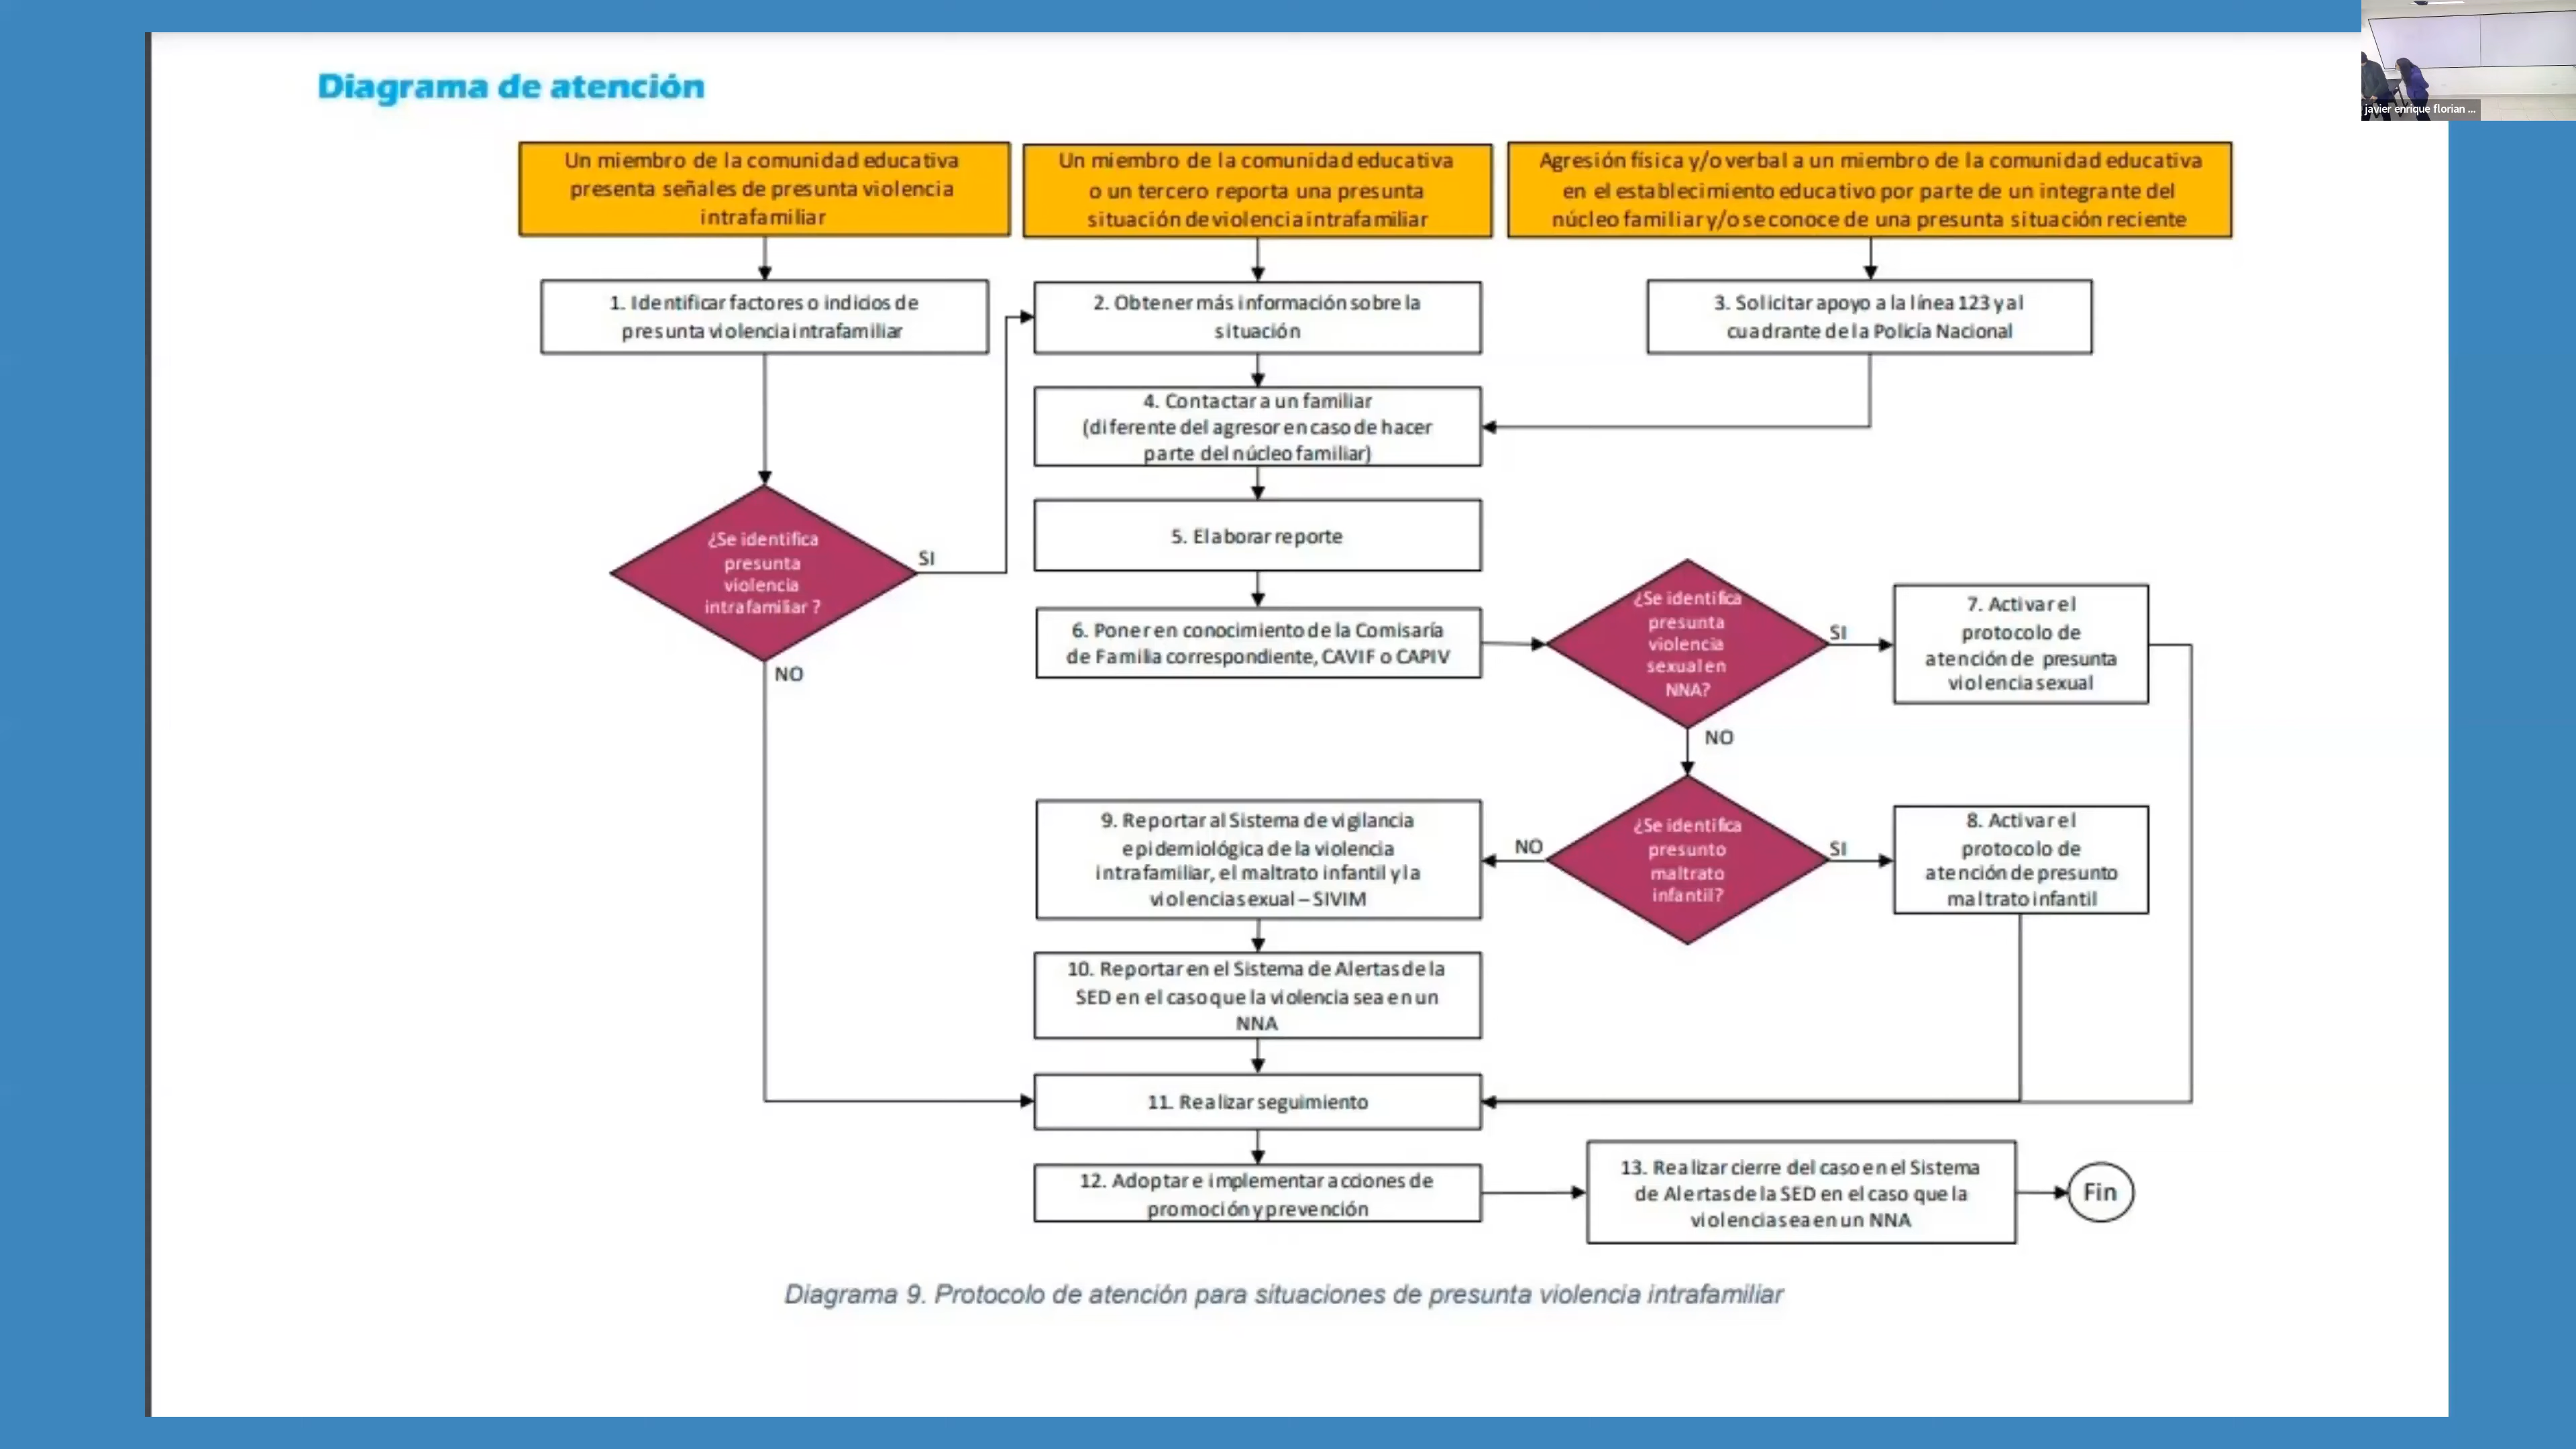 Diagrama de atención
javier enrique florian ...
Un miembro de la comunidad educativa
presenta señales de presunta violencia
intrafamiliar
Un miembro de la comunidad educativa
o un tercero reporta una presunta
situación de violencia intrafamiliar
Agresión física y/o verbal a un miembro de la comunidad educativa
en el establecimiento educativo por parte de un integrante del
núcleo familiar y/o se conoce de una presunta situación reciente
1. Identificar factores o indicios de
presunta violencia intrafamiliar
2. Obtener más información sobre la
situación
3. Solicitar apoyo a la línea 123 y al
cuadrante de la Policía Nacional
4. Contactar a un familiar
(diferente del agresor en caso de hacer
parte del núcleo familiar)
5. Elaborar reporte
¿Se identifica
presunta
violencia
intrafamiliar ?
SI
NO
6. Poner en conocimiento de la Comisaría
de Familia correspondiente, CAVIF o CAPIV
¿Se identifica
presunta
violencia
sexual en
NNA?
SI
NO
7. Activar el
protocolo de
atención de presunta
violencia sexual
9. Reportar al Sistema de vigilancia
epidemiológica de la violencia
intrafamiliar, el maltrato infantil y la
violencia sexual – SIVIM
NO
¿Se identifica
presunto
maltrato
infantil?
SI
8. Activar el
protocolo de
atención de presunto
maltrato infantil
10. Reportar en el Sistema de Alertas de la
SED en el caso que la violencia sea en un
NNA
11. Realizar seguimiento
12. Adoptar e implementar acciones de
promoción y prevención
13. Realizar cierre del caso en el Sistema
de Alertas de la SED en el caso que la
violencia sea en un NNA
Fin
Diagrama 9. Protocolo de atención para situaciones de presunta violencia intrafamiliar